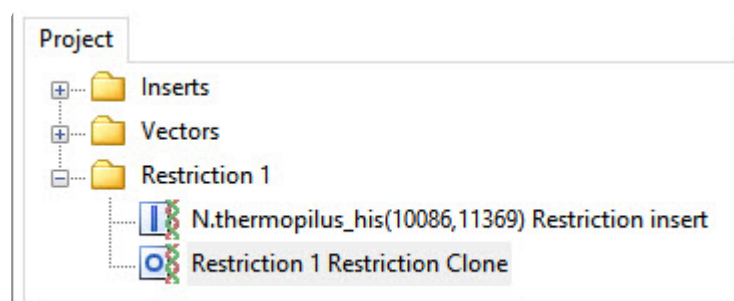 Project
Inserts
Vectors
Restriction 1
N.thermopilus_his(10086,11369) Restriction insert
Restriction 1 Restriction Clone